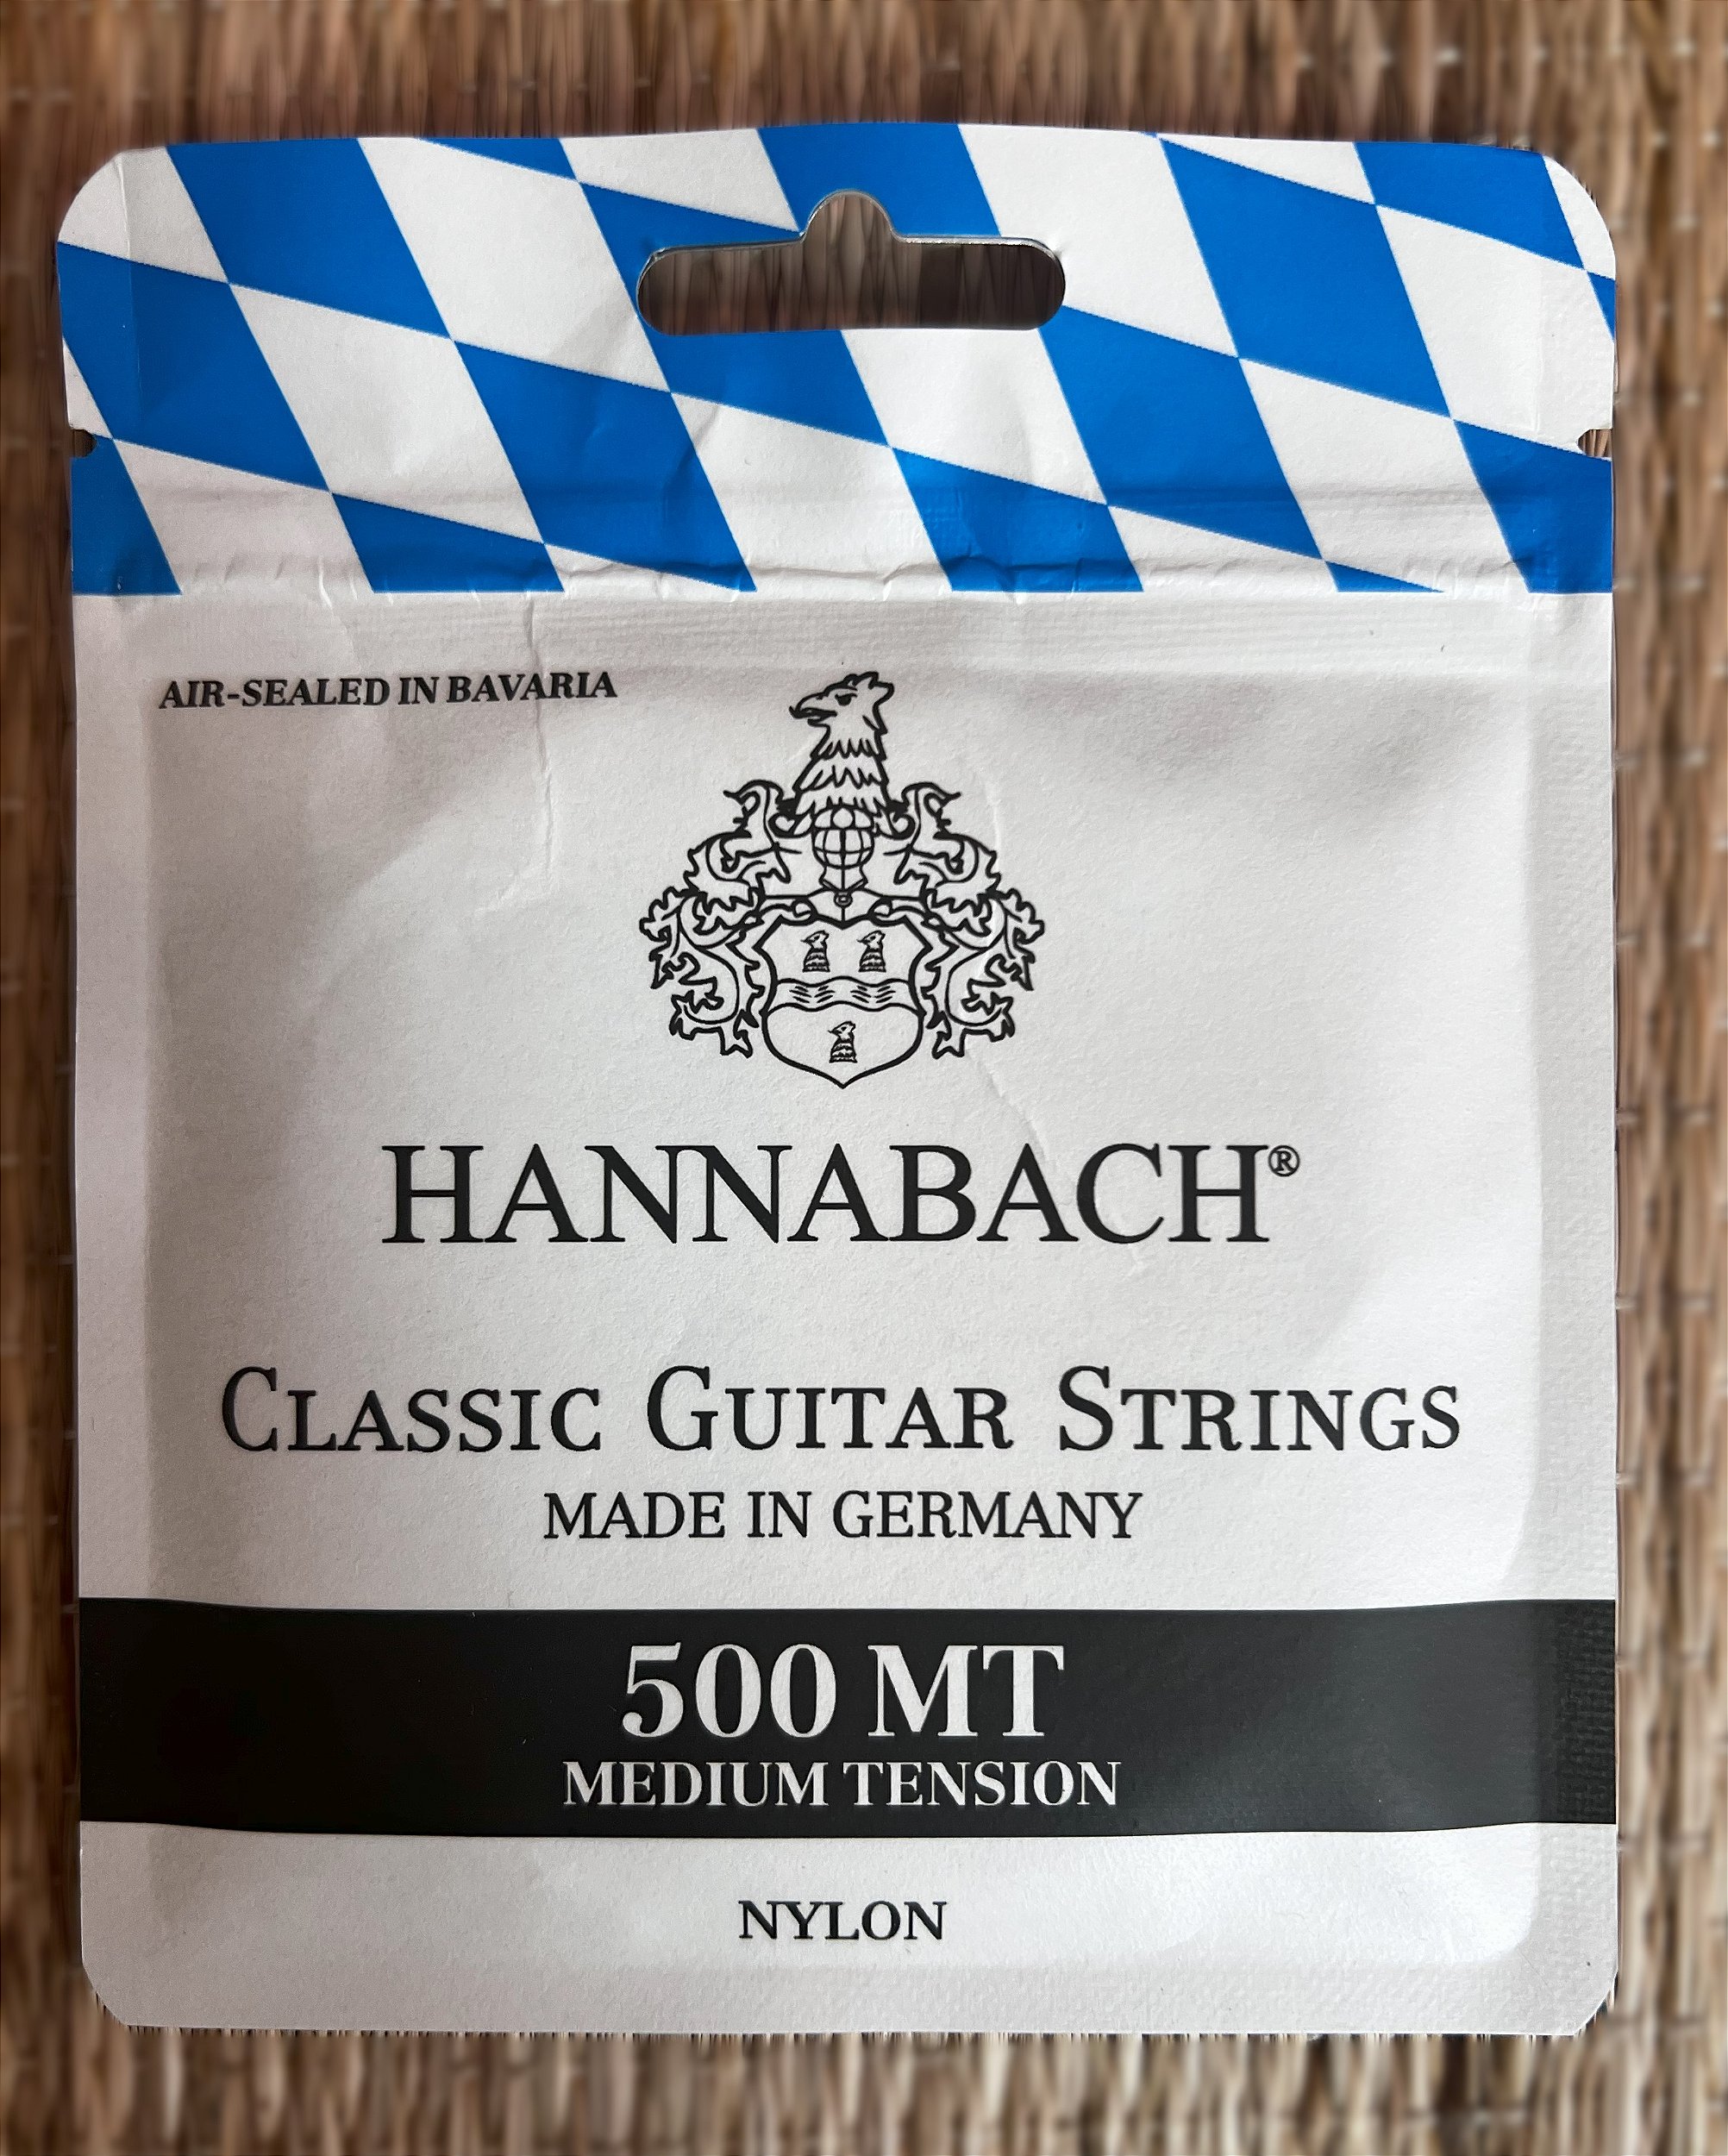 AIR-SEALED IN BAVARIA
HANNABACH®
CLASSIC GUITAR STRINGS
MADE IN GERMANY
500 MT
MEDIUM TENSION
NYLON